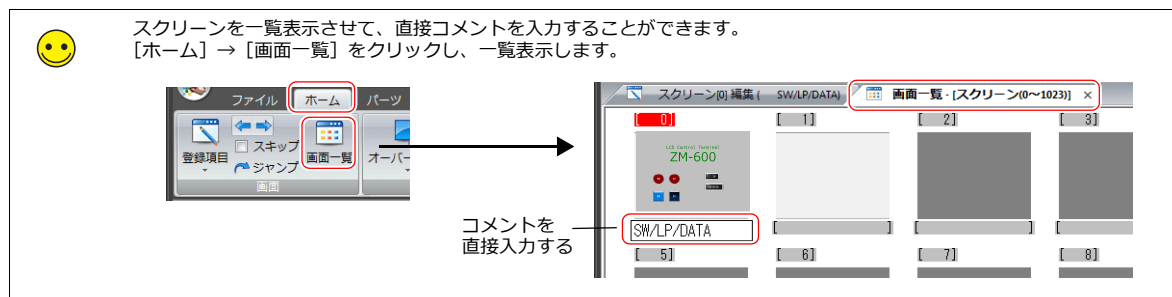 スクリーンを一覧表示させて、直接コメントを入力することができます。
［ホーム］→［画面一覧］をクリックし、一覧表示します。
ファイル ホーム パーツ
登録項目 スキップ ジャンプ 画面一覧 オーバー
画面
スクリーン[0] 編集 ( SW/LP/DATA) 画面一覧 - [スクリーン(0～1023)] ×
[ 0] [ 1] [ 2] [ 3]
LCD Control Terminal
ZM-600
コメントを
直接入力する
SW/LP/DATA [ ] [ ] [
[ 5] [ 6] [ 7] [ 8]